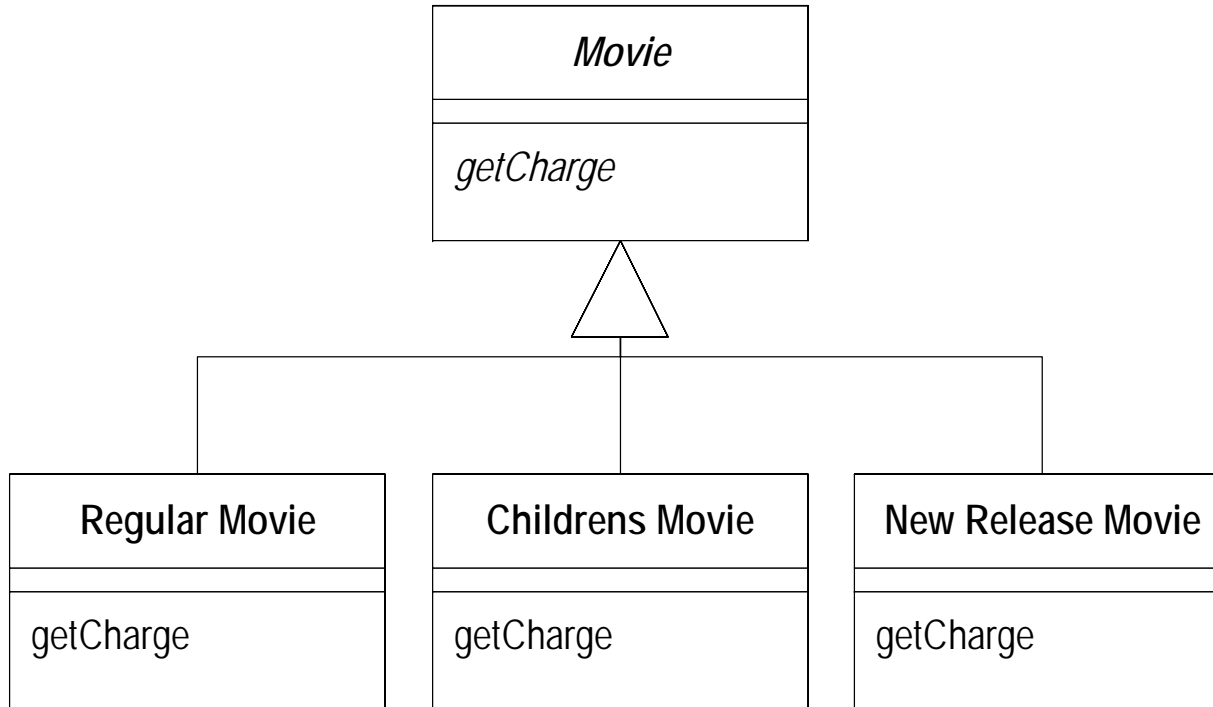 Movie
getCharge
Regular Movie
Childrens Movie
New Release Movie
getCharge
getCharge
getCharge